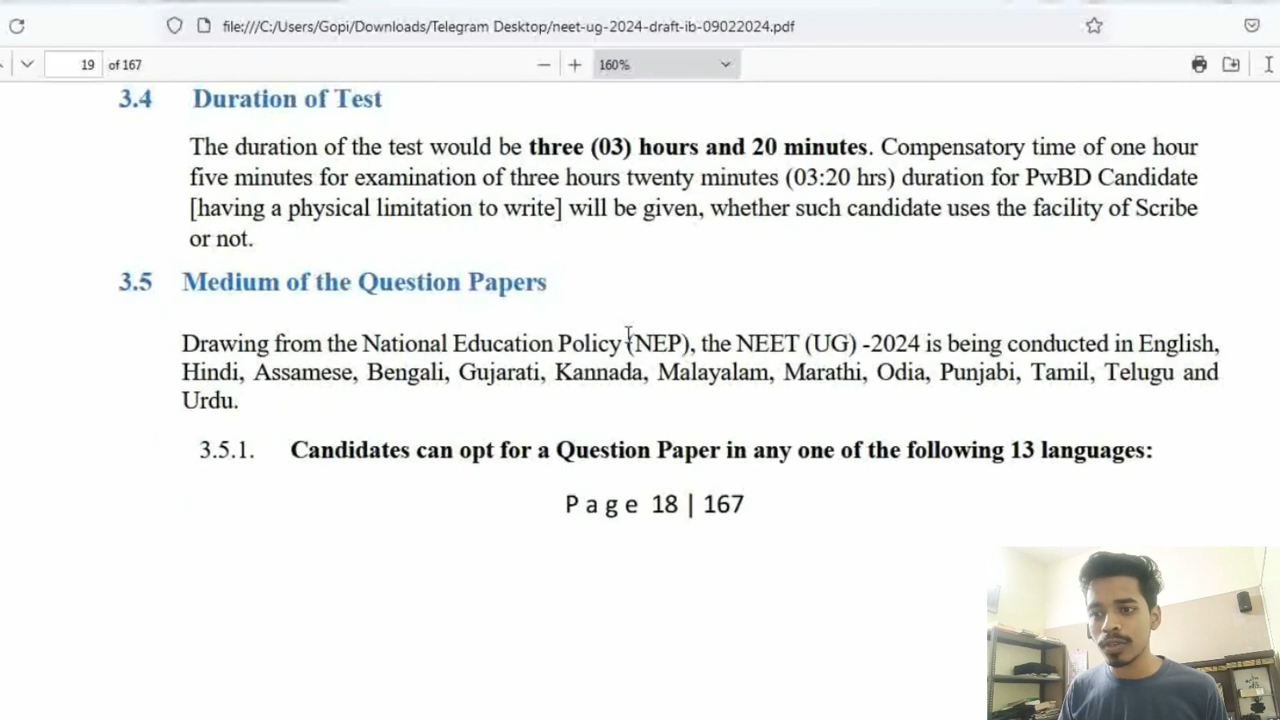 file:///C:/Users/Gopi/Downloads/Telegram Desktop/neet-ug-2024-draft-ib-09022024.pdf
19 of 167
160%
3.4 Duration of Test
The duration of the test would be three (03) hours and 20 minutes. Compensatory time of one hour
five minutes for examination of three hours twenty minutes (03:20 hrs) duration for PwBD Candidate
[having a physical limitation to write] will be given, whether such candidate uses the facility of Scribe
or not.
3.5 Medium of the Question Papers
Drawing from the National Education Policy (NEP), the NEET (UG) -2024 is being conducted in English,
Hindi, Assamese, Bengali, Gujarati, Kannada, Malayalam, Marathi, Odia, Punjabi, Tamil, Telugu and
Urdu.
3.5.1. Candidates can opt for a Question Paper in any one of the following 13 languages:
Page 18 | 167